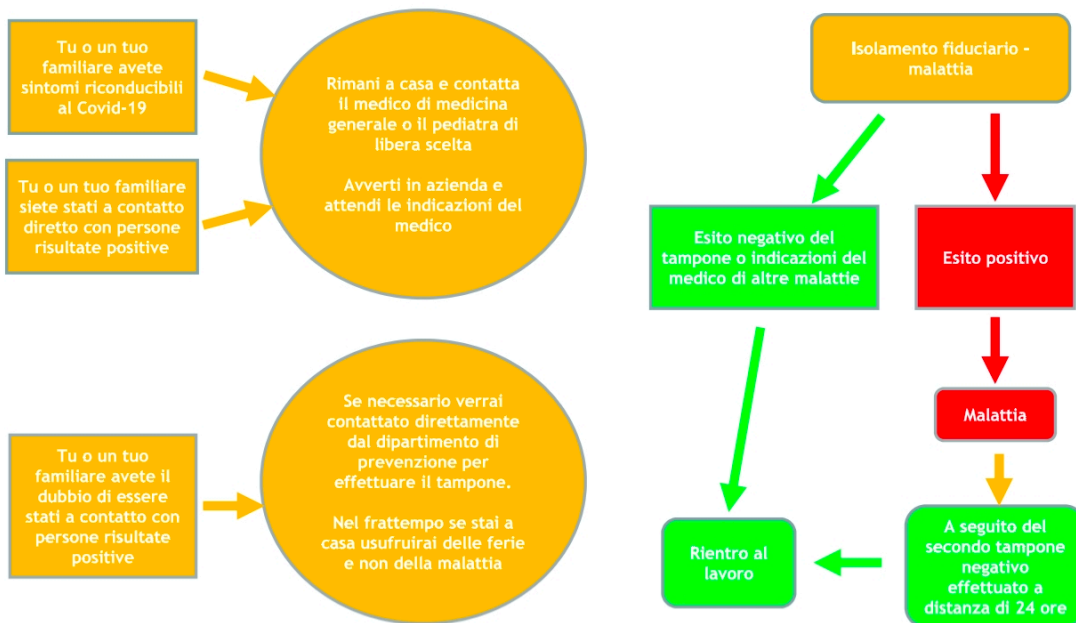 Tu o un tuo
familiare avete
sintomi riconducibili
al Covid-19
Tu o un tuo familiare
siete stati a contatto
diretto con persone
risultate positive
Rimani a casa e contatta
il medico di medicina
generale o il pediatra di
libera scelta
Avverti in azienda e
attendi le indicazioni del
medico
Tu o un tuo
familiare avete il
dubbio di essere
stati a contatto con
persone risultate
positive
Se necessario verrai
contattato direttamente
dal dipartimento di
prevenzione per
effettuare il tampone.
Nel frattempo se stai a
casa usufruirai delle ferie
e non della malattia
Isolamento fiduciario -
malattia
Esito negativo del
tampone o indicazioni del
medico di altre malattie
Esito positivo
Malattia
A seguito del
secondo tampone
negativo
effettuato a
distanza di 24 ore
Rientro al
lavoro